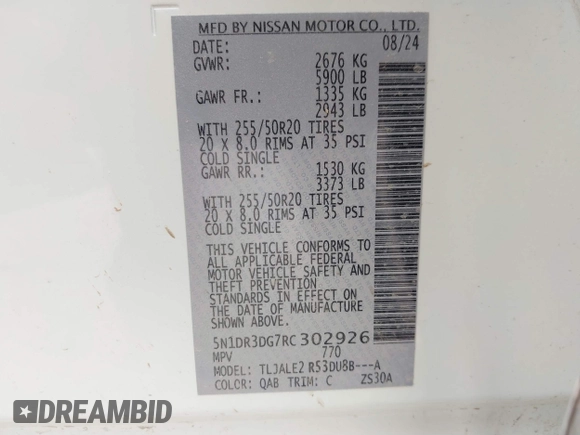 MFD BY NISSAN MOTOR CO., LTD.
DATE: 08/24
GVWR: 2676 KG
5900 LB
GAWR FR.: 1335 KG
2943 LB
WITH 255/50R20 TIRES
20 X 8.0 RIMS AT 35 PSI
COLD SINGLE
GAWR RR.: 1530 KG
3373 LB
WITH 255/50R20 TIRES
20 X 8.0 RIMS AT 35 PSI
COLD SINGLE
THIS VEHICLE CONFORMS TO
ALL APPLICABLE FEDERAL
MOTOR VEHICLE SAFETY AND
THEFT PREVENTION
STANDARDS IN EFFECT ON
THE DATE OF MANUFACTURE
SHOWN ABOVE.
5N1DR3DG7RC302926
MPV 770
MODEL: TLJALE2 R53DU8B---A
COLOR: QAB TRIM: C ZS30A
DID.BID
DID.BID